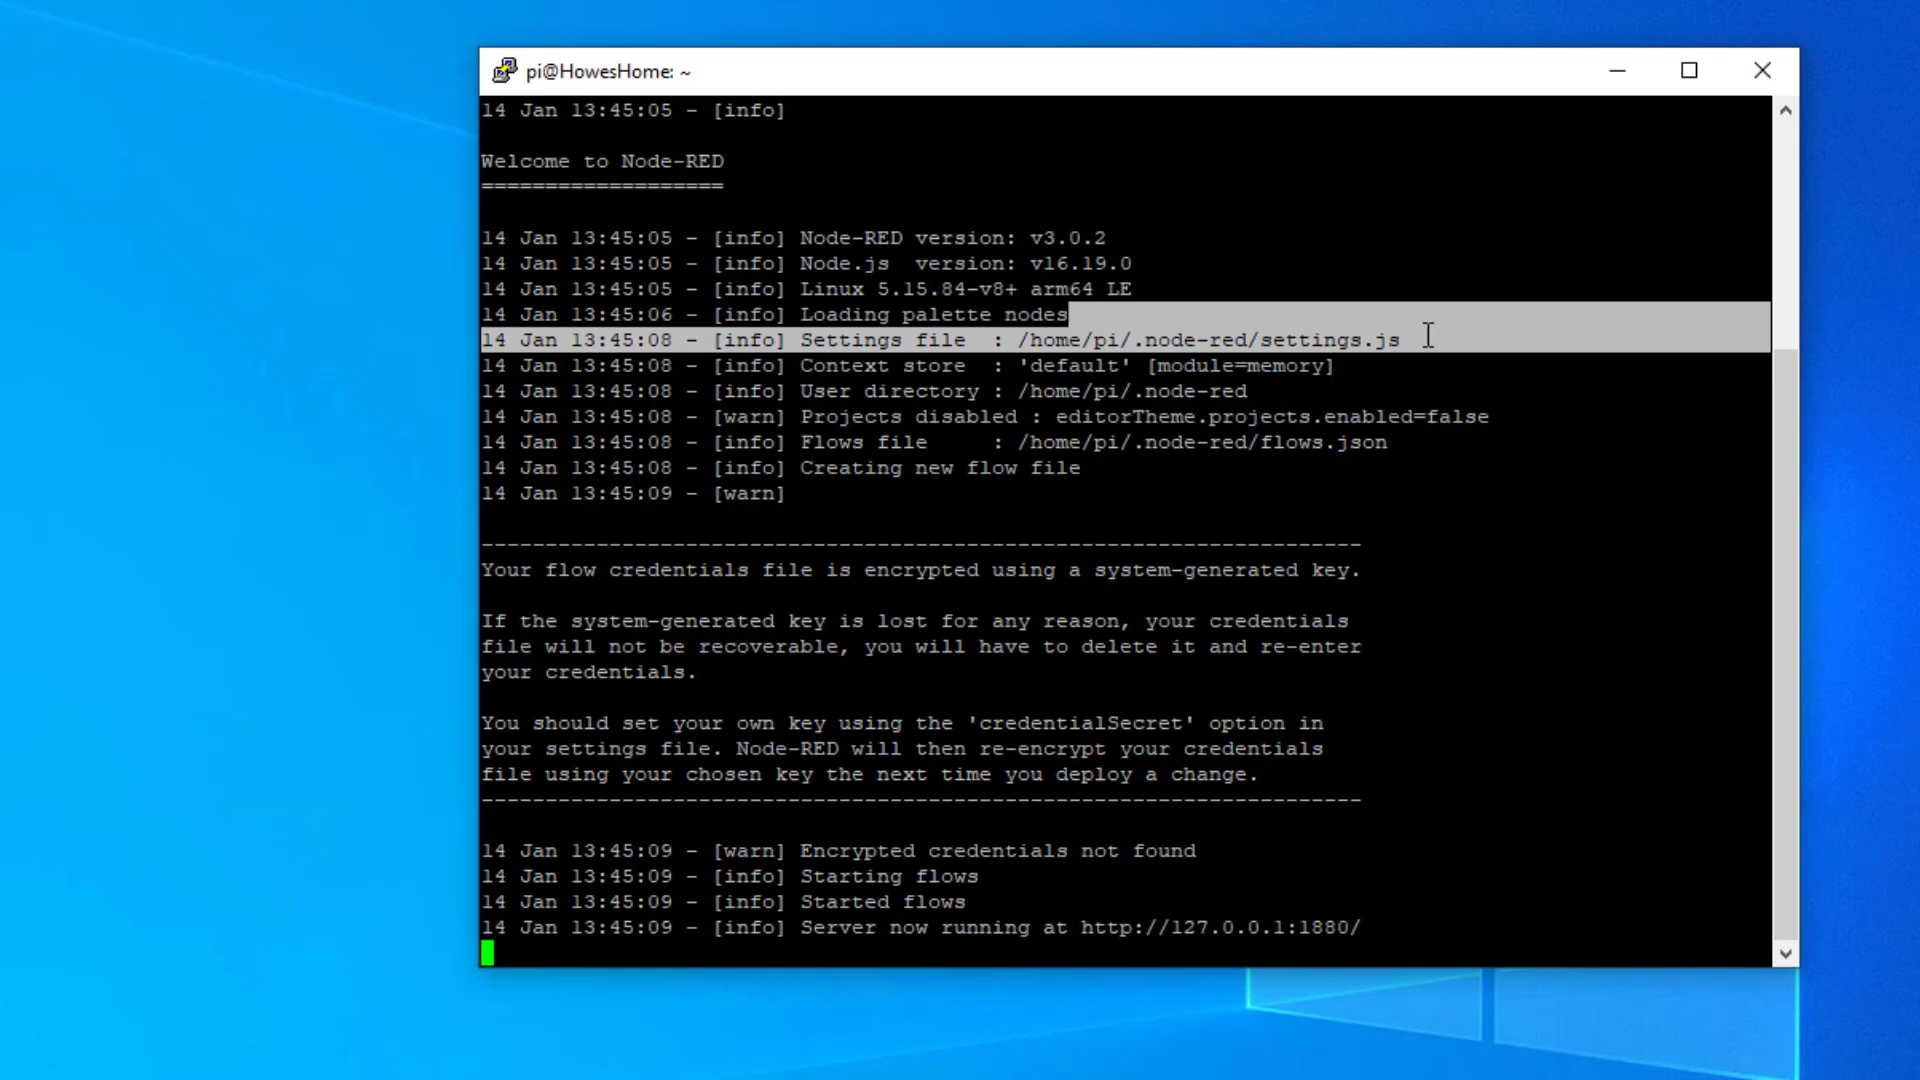 pi@HowesHome: ~
14 Jan 13:45:05 - [info]
Welcome to Node-RED
===================
14 Jan 13:45:05 - [info] Node-RED version: v3.0.2
14 Jan 13:45:05 - [info] Node.js  version: v16.19.0
14 Jan 13:45:05 - [info] Linux 5.15.84-v8+ arm64 LE
14 Jan 13:45:06 - [info] Loading palette nodes
14 Jan 13:45:08 - [info] Settings file  : /home/pi/.node-red/settings.js
14 Jan 13:45:08 - [info] Context store  : 'default' [module=memory]
14 Jan 13:45:08 - [info] User directory : /home/pi/.node-red
14 Jan 13:45:08 - [warn] Projects disabled : editorTheme.projects.enabled=false
14 Jan 13:45:08 - [info] Flows file     : /home/pi/.node-red/flows.json
14 Jan 13:45:08 - [info] Creating new flow file
14 Jan 13:45:09 - [warn]
---------------------------------------------------------------------
Your flow credentials file is encrypted using a system-generated key.
If the system-generated key is lost for any reason, your credentials
file will not be recoverable, you will have to delete it and re-enter
your credentials.
You should set your own key using the 'credentialSecret' option in
your settings file. Node-RED will then re-encrypt your credentials
file using your chosen key the next time you deploy a change.
---------------------------------------------------------------------
14 Jan 13:45:09 - [warn] Encrypted credentials not found
14 Jan 13:45:09 - [info] Starting flows
14 Jan 13:45:09 - [info] Started flows
14 Jan 13:45:09 - [info] Server now running at http://127.0.0.1:1880/